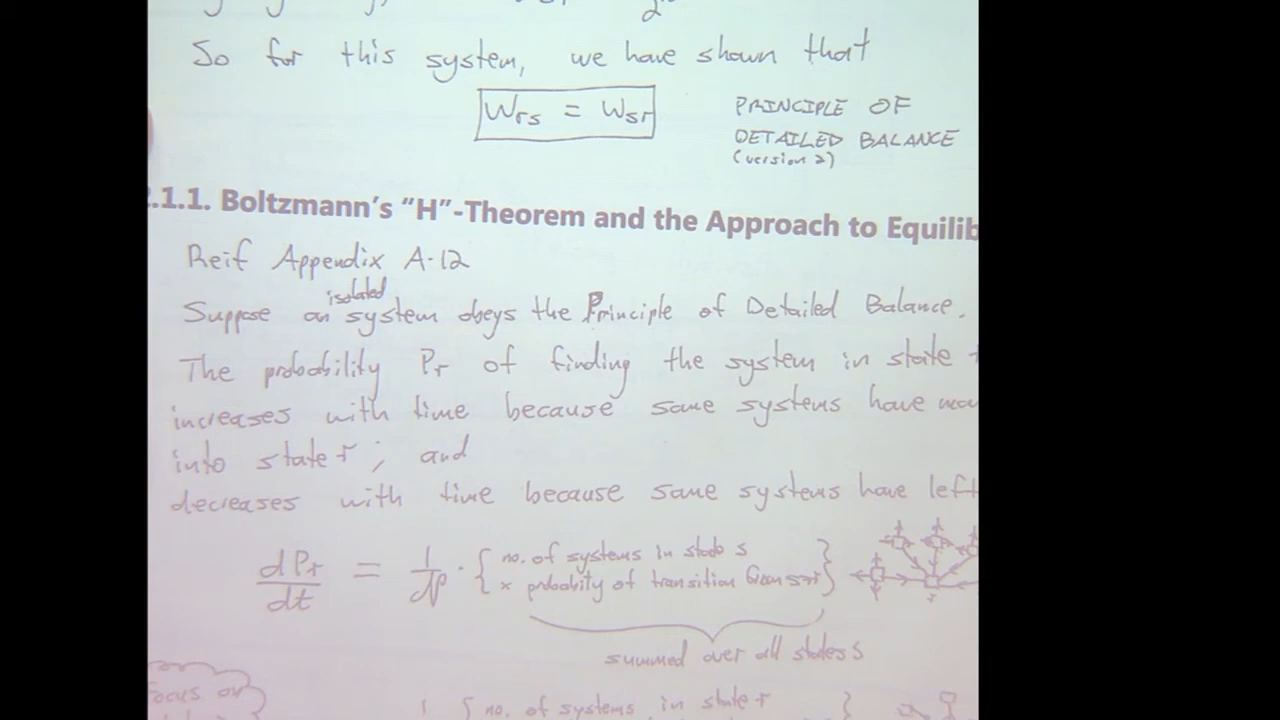 So for this system, we have shown that
Wrs = Wsr
PRINCIPLE OF
DETAILED BALANCE
(version 2)
.1.1. Boltzmann's "H"-Theorem and the Approach to Equilib
Reif Appendix A-12
isolated
Suppose an system obeys the Principle of Detailed Balance.
The probability Pr of finding the system in state r
increases with time because some systems have mov
into state r; and
decreases with time because some systems have left
dPr/dt = 1/𝒩 · { no. of systems in state s
× probability of transition from s→r }
summed over all states s
Focus on
{ no. of systems in state r }